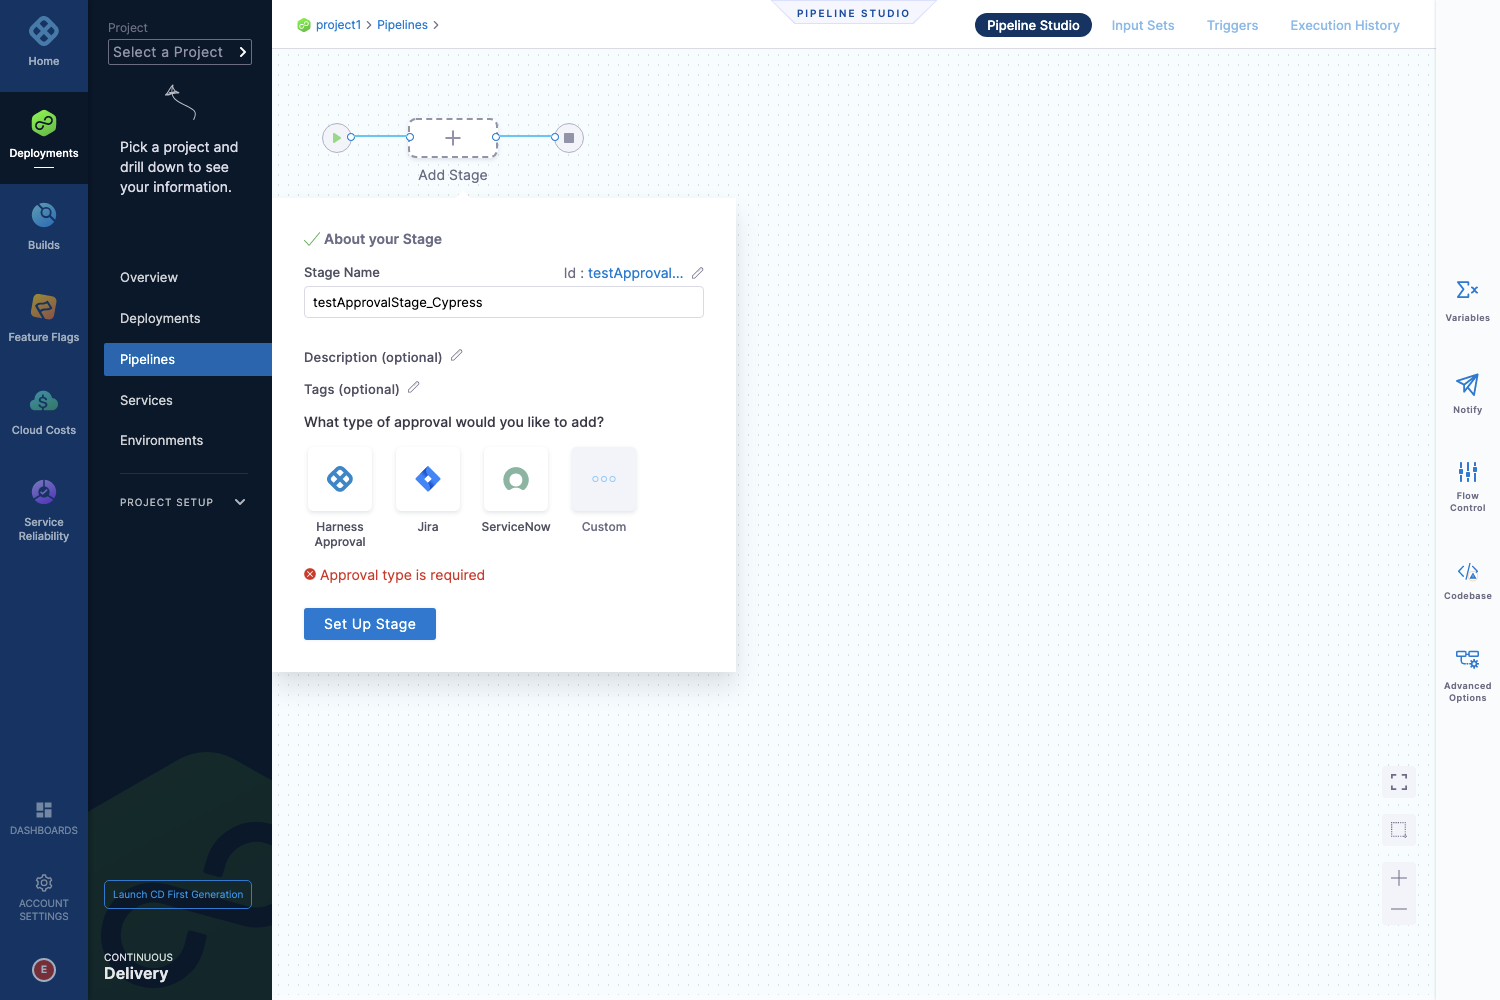 Home
Deployments
Builds
Feature Flags
Cloud Costs
Service
Reliability
DASHBOARDS
ACCOUNT
SETTINGS
E
Project
Select a Project
Pick a project and
drill down to see
your information.
Overview
Deployments
Pipelines
Services
Environments
PROJECT SETUP
Launch CD First Generation
CONTINUOUS
Delivery
project1 > Pipelines >
PIPELINE STUDIO
Pipeline Studio
Input Sets
Triggers
Execution History
Add Stage
About your Stage
Stage Name
Id : testApproval...
testApprovalStage_Cypress
Description (optional)
Tags (optional)
What type of approval would you like to add?
Harness
Approval
Jira
ServiceNow
Custom
Approval type is required
Set Up Stage
Variables
Notify
Flow
Control
Codebase
Advanced
Options